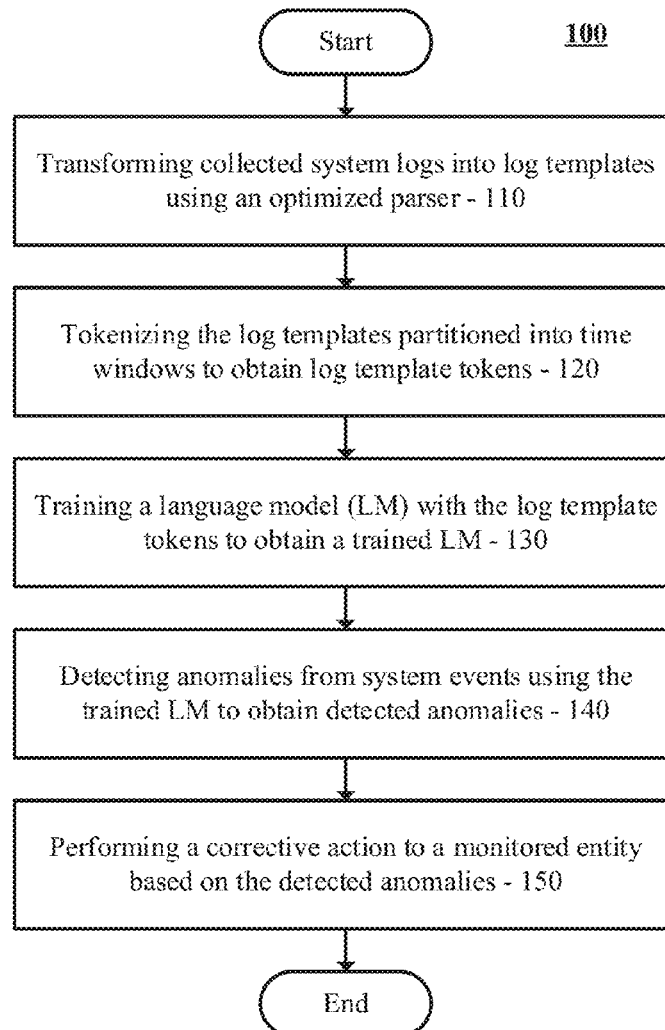 Start
100
Transforming collected system logs into log templates
using an optimized parser - 110
Tokenizing the log templates partitioned into time
windows to obtain log template tokens - 120
Training a language model (LM) with the log template
tokens to obtain a trained LM - 130
Detecting anomalies from system events using the
trained LM to obtain detected anomalies - 140
Performing a corrective action to a monitored entity
based on the detected anomalies - 150
End